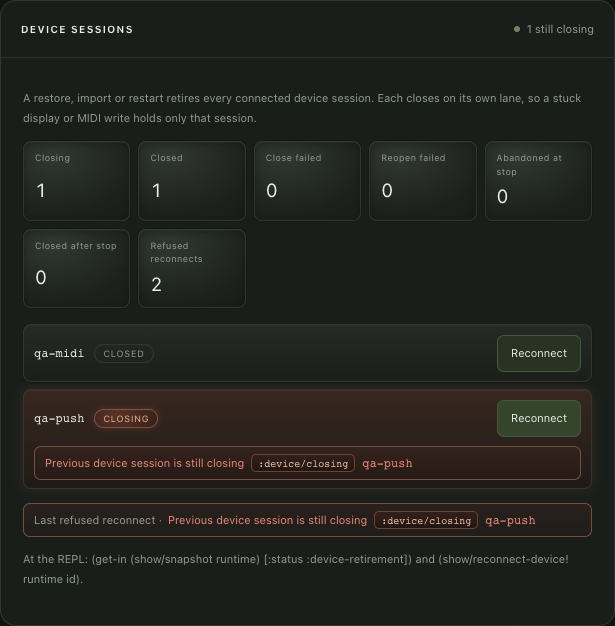 DEVICE SESSIONS
1 still closing
A restore, import or restart retires every connected device session. Each closes on its own lane, so a stuck
display or MIDI write holds only that session.
Closing
1
Closed
1
Close failed
0
Reopen failed
0
Abandoned at
stop
0
Closed after stop
0
Refused
reconnects
2
qa-midi CLOSED Reconnect
qa-push CLOSING Reconnect
Previous device session is still closing :device/closing qa-push
Last refused reconnect · Previous device session is still closing :device/closing qa-push
At the REPL: (get-in (show/snapshot runtime) [:status :device-retirement]) and (show/reconnect-device!
runtime id).